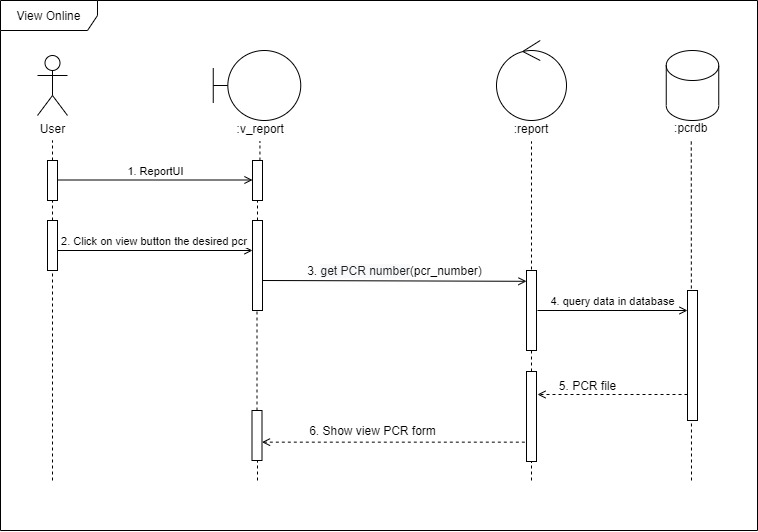 View Online
User
:v_report
:report
:pcrdb
1. ReportUI
2. Click on view button the desired pcr
3. get PCR number(pcr_number)
4. query data in database
5. PCR file
6. Show view PCR form